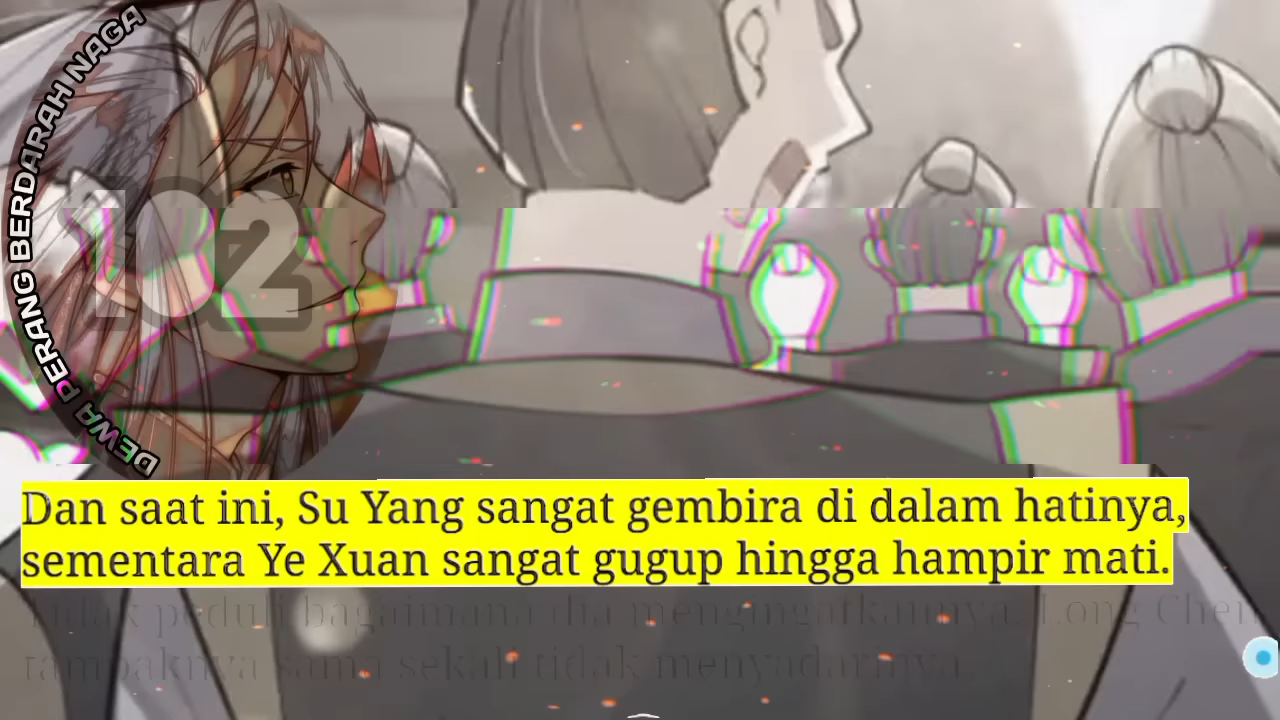 DEWA PERANG BERDARAH NAGA
102
Dan saat ini, Su Yang sangat gembira di dalam hatinya,
sementara Ye Xuan sangat gugup hingga hampir mati.
Tidak peduli bagaimana dia mengingatkannya, Long Chen
tampaknya sama sekali tidak menyadarinya.